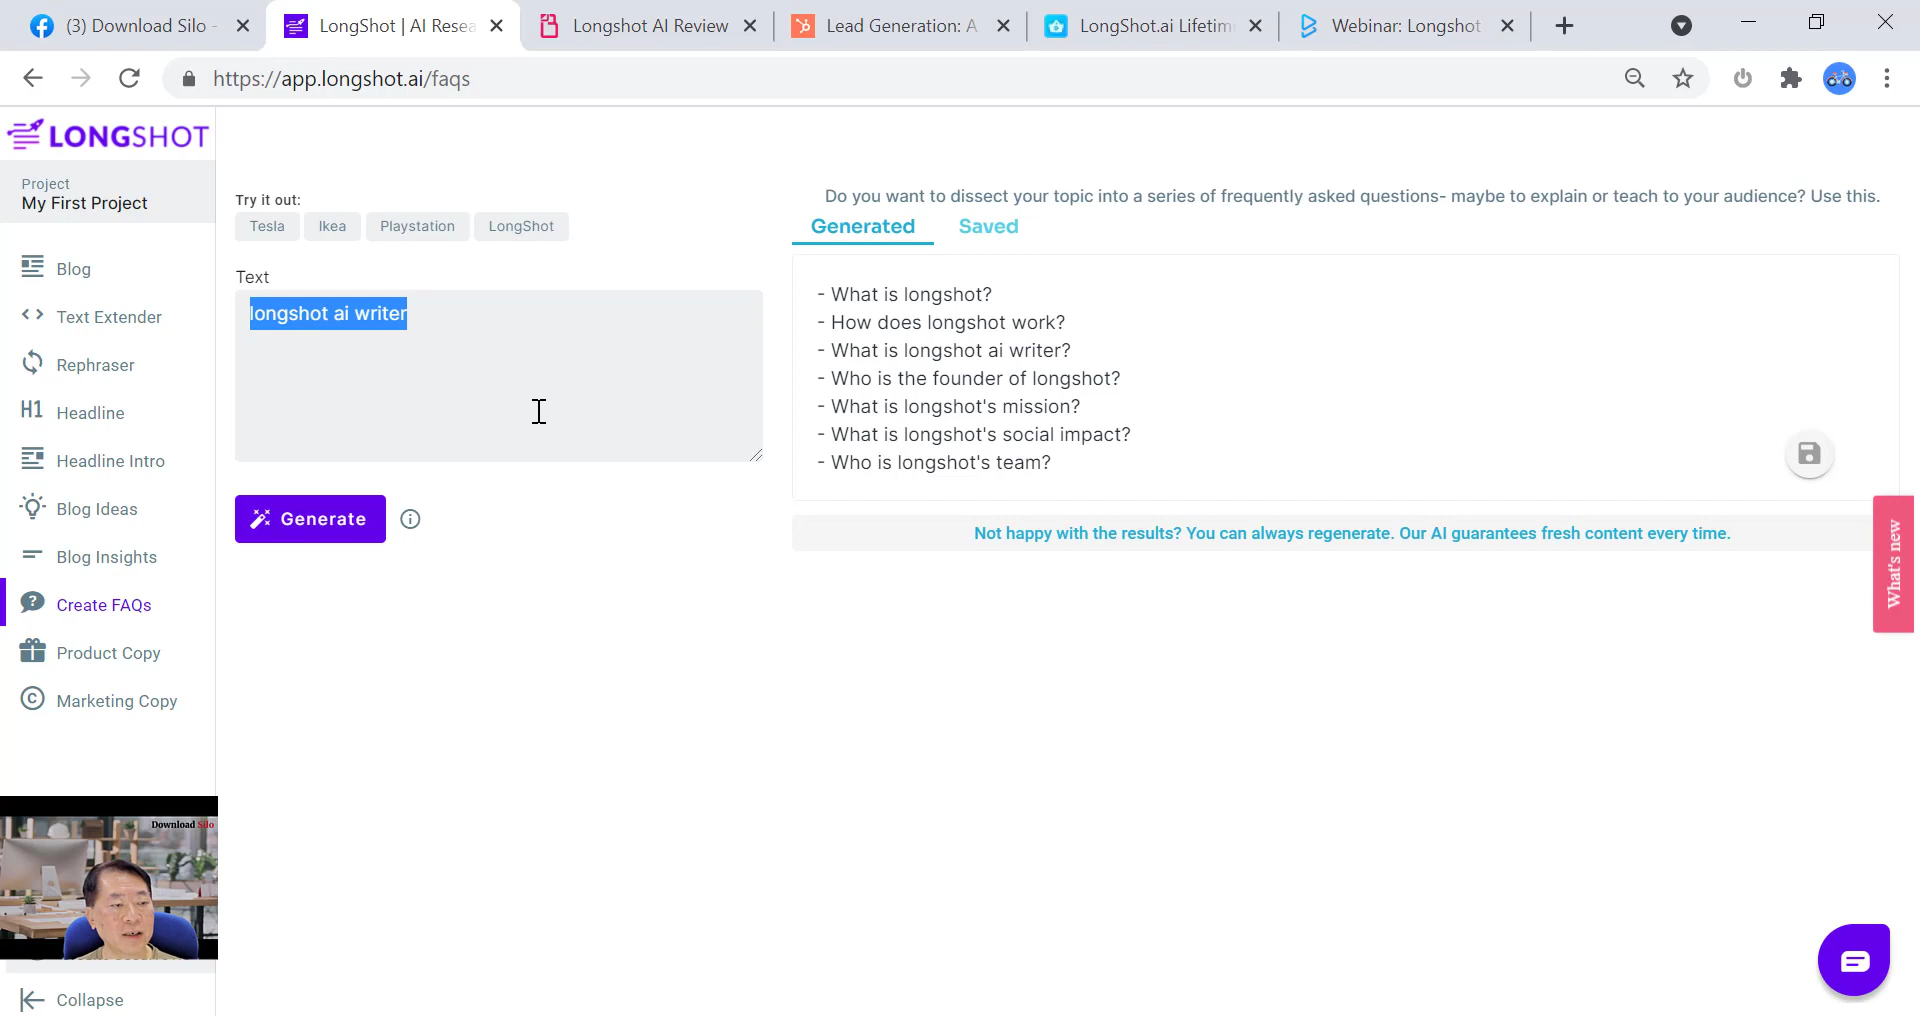 (3) Download Silo -
LongShot | AI Resea
Longshot AI Review
Lead Generation: A
LongShot.ai Lifetim
Webinar: Longshot
https://app.longshot.ai/faqs
LONGSHOT
Project
My First Project
Blog
Text Extender
Rephraser
H1 Headline
Headline Intro
Blog Ideas
Blog Insights
Create FAQs
Product Copy
Marketing Copy
Download Silo
Collapse
Try it out:
Tesla Ikea Playstation LongShot
Text
longshot ai writer
Generate
Do you want to dissect your topic into a series of frequently asked questions- maybe to explain or teach to your audience? Use this.
Generated Saved
- What is longshot?
- How does longshot work?
- What is longshot ai writer?
- Who is the founder of longshot?
- What is longshot's mission?
- What is longshot's social impact?
- Who is longshot's team?
Not happy with the results? You can always regenerate. Our AI guarantees fresh content every time.
What's new